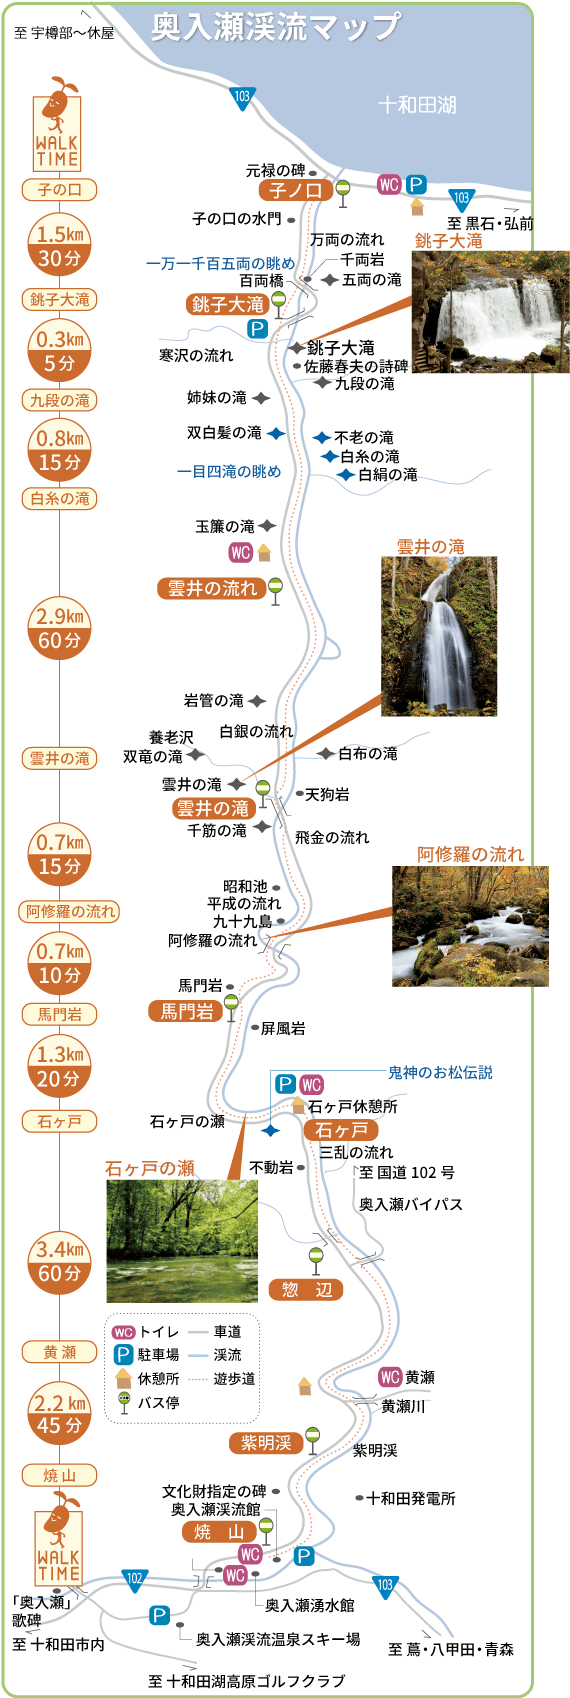 奥入瀬渓流マップ
至 宇樽部〜休屋
103
十和田湖
WALK
TIME
子の口
1.5km
30分
銚子大滝
0.3km
5分
九段の滝
0.8km
15分
白糸の滝
2.9km
60分
雲井の滝
0.7km
15分
阿修羅の流れ
0.7km
10分
馬門岩
1.3km
20分
石ヶ戸
3.4km
60分
黄瀬
2.2km
45分
焼山
WALK
TIME
元禄の碑
子ノ口
WC P
103
至 黒石・弘前
子の口の水門
万両の流れ
一万一千百五両の眺め
千両岩
百両橋
五両の滝
銚子大滝
銚子大滝
P
銚子大滝
寒沢の流れ
佐藤春夫の詩碑
九段の滝
姉妹の滝
双白髪の滝
不老の滝
白糸の滝
一目四滝の眺め
白絹の滝
玉簾の滝
WC
雲井の流れ
雲井の滝
岩管の滝
白銀の流れ
養老沢
双竜の滝
白布の滝
雲井の滝
雲井の滝
天狗岩
千筋の滝
飛金の流れ
阿修羅の流れ
昭和池
平成の流れ
九十九島
阿修羅の流れ
馬門岩
馬門岩
屏風岩
鬼神のお松伝説
P WC
石ヶ戸休憩所
石ヶ戸の瀬
石ヶ戸
三乱の流れ
石ヶ戸の瀬
不動岩
至 国道 102 号
奥入瀬バイパス
惣 辺
WC トイレ
車道
P 駐車場
渓流
休憩所
遊歩道
バス停
WC 黄瀬
黄瀬川
紫明渓
紫明渓
文化財指定の碑
奥入瀬渓流館
十和田発電所
焼 山
WC
P
WC
102
103
「奥入瀬」
歌碑
奥入瀬湧水館
P
至 十和田市内
奥入瀬渓流温泉スキー場
至 蔦・八甲田・青森
至 十和田湖高原ゴルフクラブ